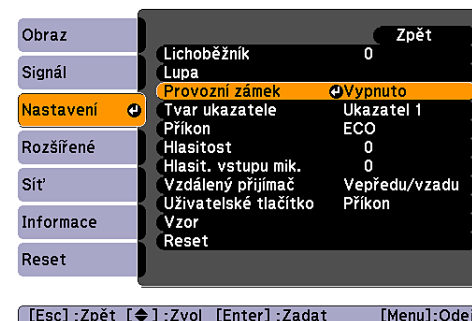 Obraz
Signál
Nastavení
Rozšířené
Síť
Informace
Reset
Zpět
Lichoběžník 0
Lupa
Provozní zámek Vypnuto
Tvar ukazatele Ukazatel 1
Příkon ECO
Hlasitost 0
Hlasit. vstupu mik. 0
Vzdálený přijímač Vepředu/vzadu
Uživatelské tlačítko Příkon
Vzor
Reset
[Esc] :Zpět [◆] :Zvol [Enter] :Zadat [Menu]:Ode